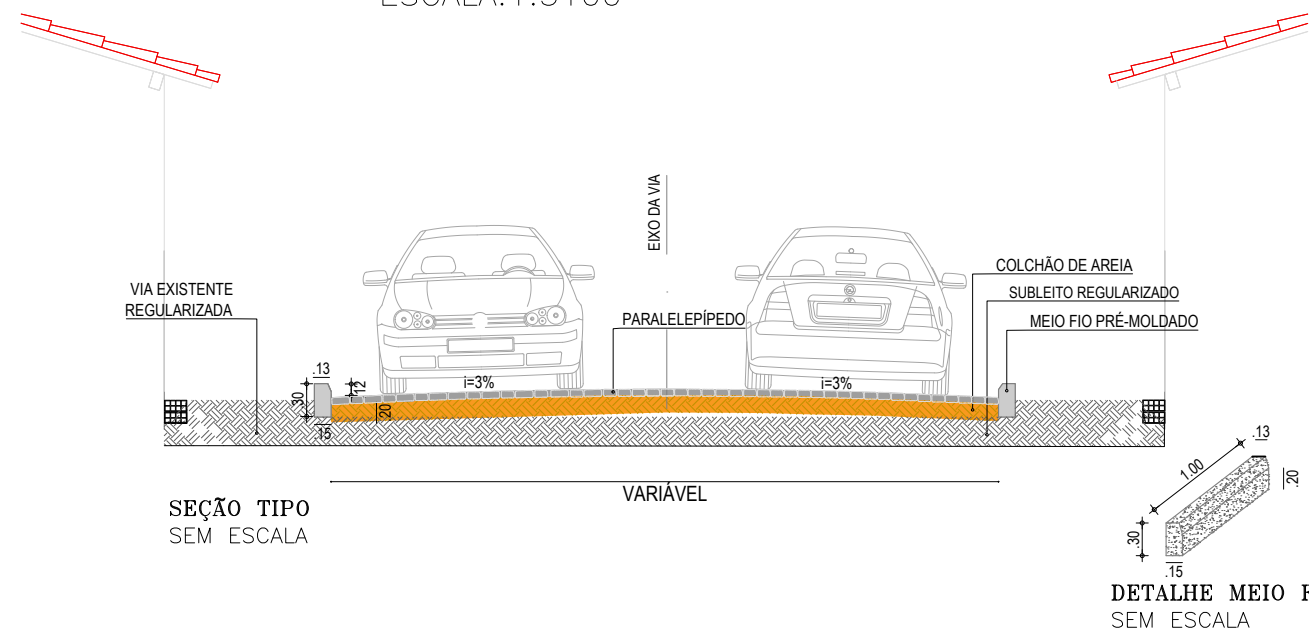 EIXO DA VIA
COLCHÃO DE AREIA
VIA EXISTENTE
REGULARIZADA
SUBLEITO REGULARIZADO
PARALELEPÍPEDO
MEIO FIO PRÉ-MOLDADO
.13
i=3%
i=3%
.12
.30
.20
.15
VARIÁVEL
SEÇÃO TIPO
SEM ESCALA
.13
1.00
.20
.30
.15
DETALHE MEIO
SEM ESCALA